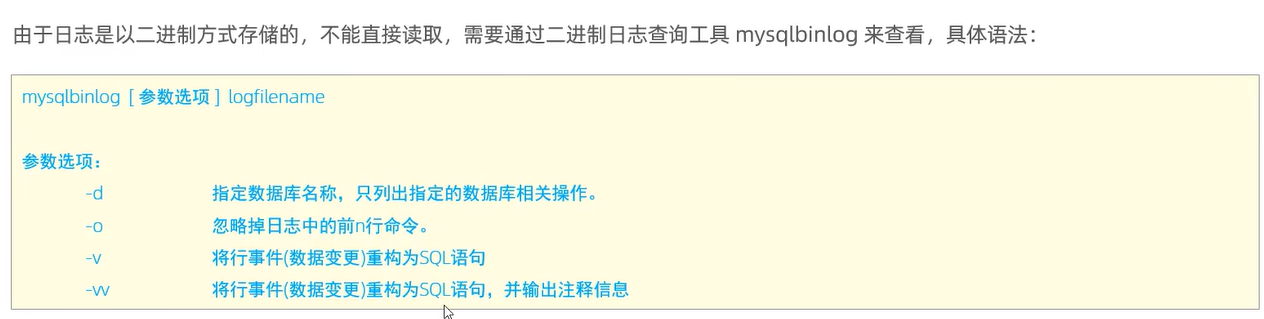 由于日志是以二进制方式存储的，不能直接读取，需要通过二进制日志查询工具 mysqlbinlog 来查看，具体语法：
mysqlbinlog [ 参数选项 ] logfilename
参数选项：
-d 指定数据库名称，只列出指定的数据库相关操作。
-o 忽略掉日志中的前n行命令。
-v 将行事件(数据变更)重构为SQL语句
-vv 将行事件(数据变更)重构为SQL语句，并输出注释信息